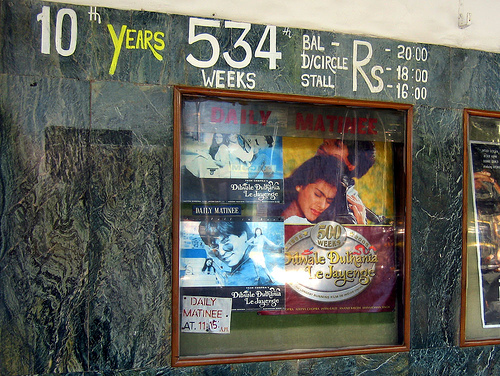 10th YEARS 534th WEEKS
BAL - Rs - 20:00
D/CIRCLE - 18:00
STALL - 16:00
DAILY MATINEE
Dilwale Dulhania
Le Jayenge
DAILY MATINEE
500
WEEKS
Dilwale Dulhania
Le Jayenge
Dilwale Dulhania
Le Jayenge
DAILY
MATINEE
AT. 11:15 AM